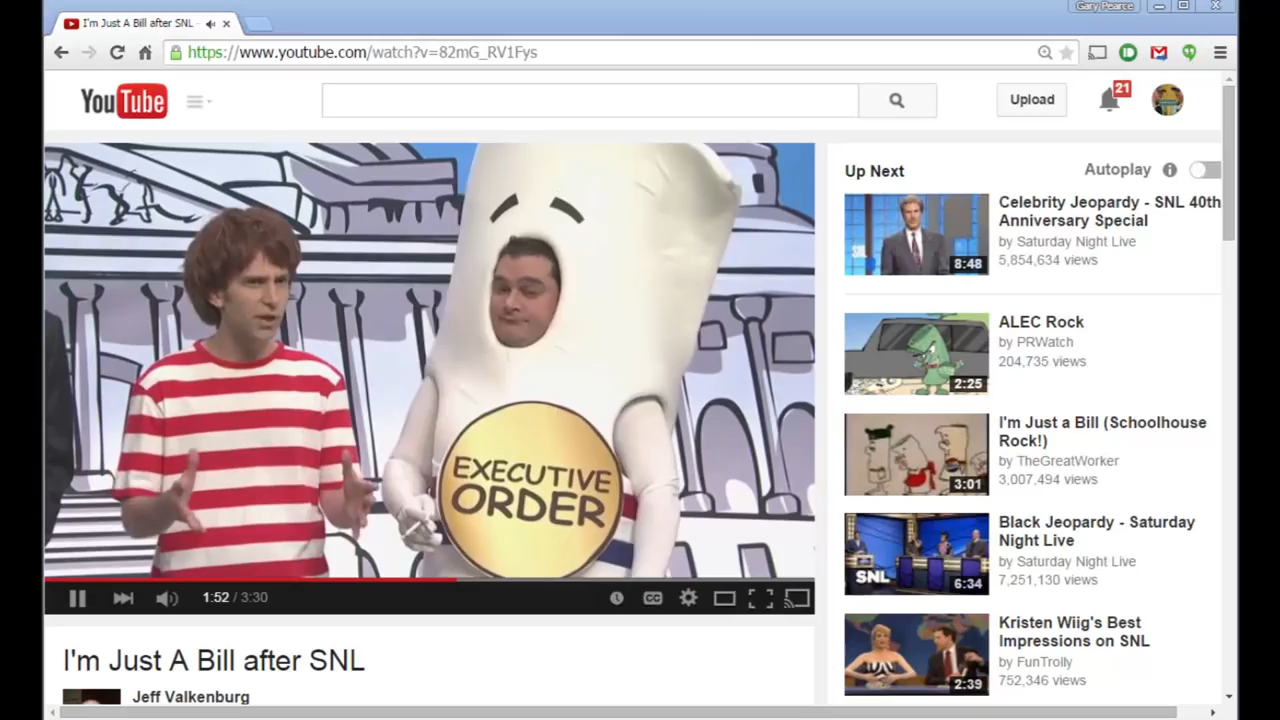 Gary Pearce
I'm Just A Bill after SNL -
https://www.youtube.com/watch?v=82mG_RV1Fys
YouTube
Upload
21
Up Next
Autoplay
Celebrity Jeopardy - SNL 40th
Anniversary Special
by Saturday Night Live
5,854,634 views
8:48
ALEC Rock
by PRWatch
204,735 views
2:25
I'm Just a Bill (Schoolhouse
Rock!)
by TheGreatWorker
3,007,494 views
3:01
Black Jeopardy - Saturday
Night Live
by Saturday Night Live
7,251,130 views
SNL
6:34
Kristen Wiig's Best
Impressions on SNL
by FunTrolly
752,346 views
2:39
EXECUTIVE
ORDER
1:52 / 3:30
CC
I'm Just A Bill after SNL
Jeff Valkenburg